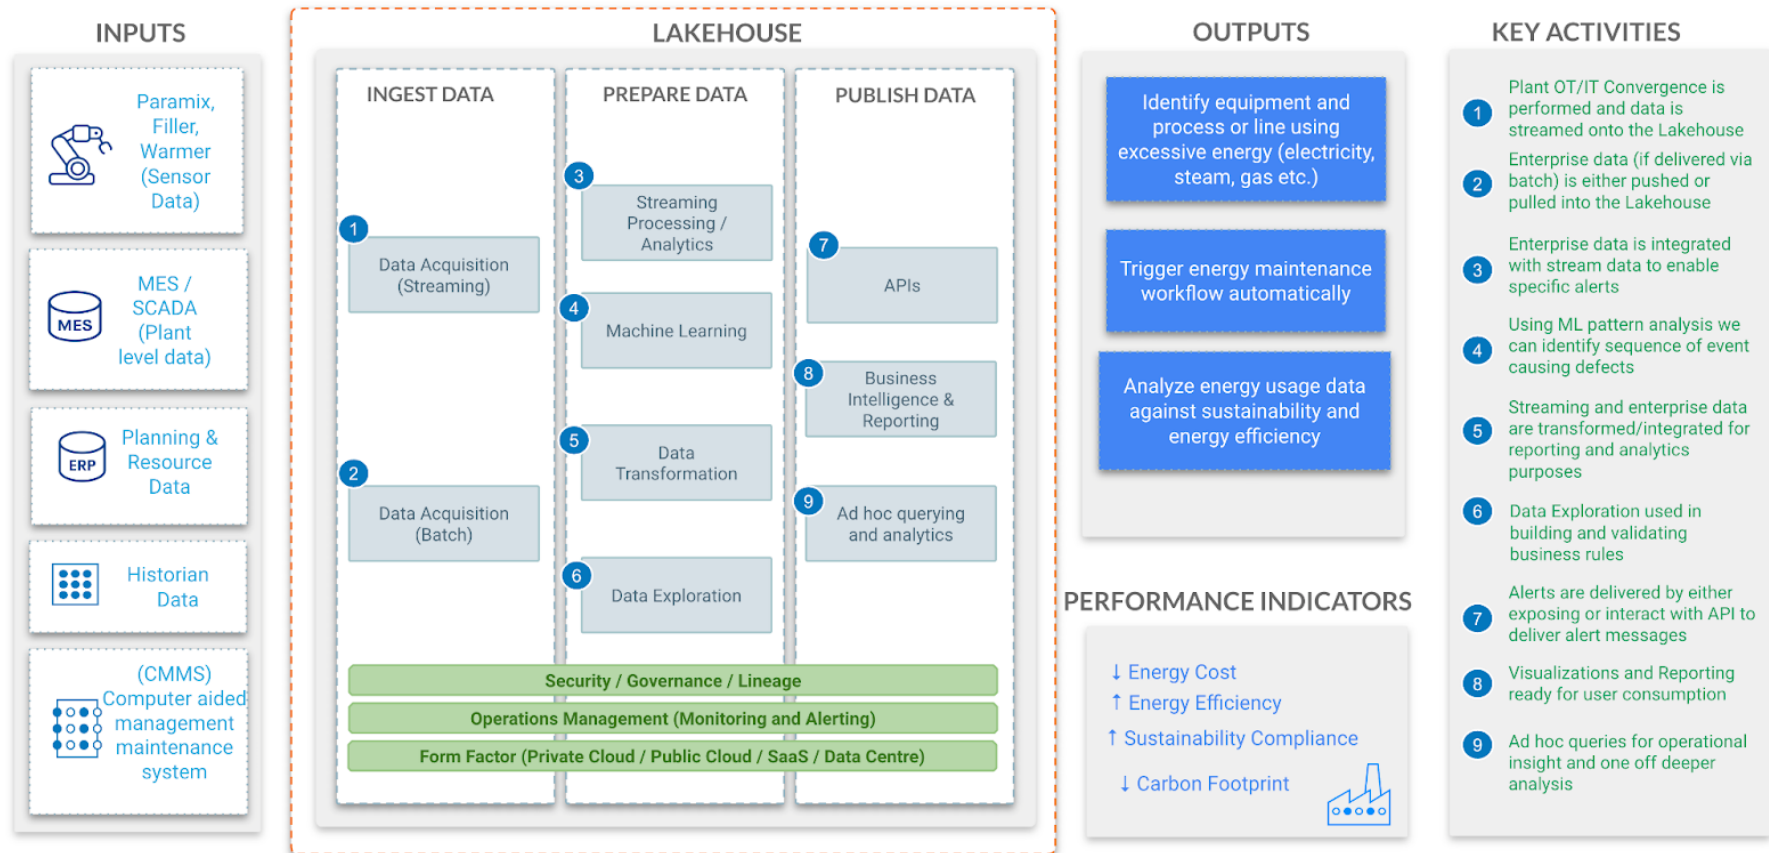 INPUTS
Paramix,
Filler,
Warmer
(Sensor
Data)
MES
MES /
SCADA
(Plant
level data)
ERP
Planning &
Resource
Data
Historian
Data
(CMMS)
Computer aided
management
maintenance
system
LAKEHOUSE
INGEST DATA
1
Data Acquisition
(Streaming)
2
Data Acquisition
(Batch)
PREPARE DATA
3
Streaming
Processing /
Analytics
4
Machine Learning
5
Data
Transformation
6
Data Exploration
PUBLISH DATA
7
APIs
8
Business
Intelligence &
Reporting
9
Ad hoc querying
and analytics
Security / Governance / Lineage
Operations Management (Monitoring and Alerting)
Form Factor (Private Cloud / Public Cloud / SaaS / Data Centre)
OUTPUTS
Identify equipment and
process or line using
excessive energy (electricity,
steam, gas etc.)
Trigger energy maintenance
workflow automatically
Analyze energy usage data
against sustainability and
energy efficiency
PERFORMANCE INDICATORS
↓ Energy Cost
↑ Energy Efficiency
↑ Sustainability Compliance
↓ Carbon Footprint
KEY ACTIVITIES
1
Plant OT/IT Convergence is
performed and data is
streamed onto the Lakehouse
2
Enterprise data (if delivered via
batch) is either pushed or
pulled into the Lakehouse
3
Enterprise data is integrated
with stream data to enable
specific alerts
4
Using ML pattern analysis we
can identify sequence of event
causing defects
5
Streaming and enterprise data
are transformed/integrated for
reporting and analytics
purposes
6
Data Exploration used in
building and validating
business rules
7
Alerts are delivered by either
exposing or interact with API to
deliver alert messages
8
Visualizations and Reporting
ready for user consumption
9
Ad hoc queries for operational
insight and one off deeper
analysis